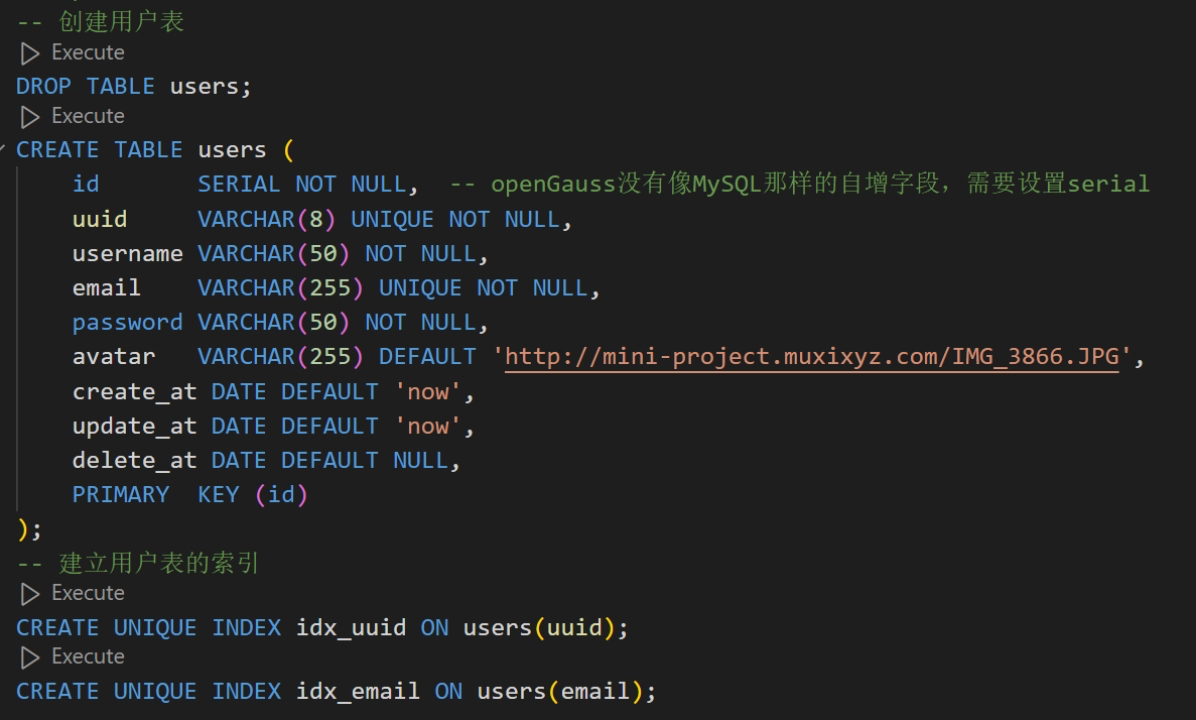 -- 创建用户表
Execute
DROP TABLE users;
Execute
CREATE TABLE users (
    id       SERIAL NOT NULL,  -- openGauss没有像MySQL那样的自增字段，需要设置serial
    uuid     VARCHAR(8) UNIQUE NOT NULL,
    username VARCHAR(50) NOT NULL,
    email    VARCHAR(255) UNIQUE NOT NULL,
    password VARCHAR(50) NOT NULL,
    avatar   VARCHAR(255) DEFAULT 'http://mini-project.muxixyz.com/IMG_3866.JPG',
    create_at DATE DEFAULT 'now',
    update_at DATE DEFAULT 'now',
    delete_at DATE DEFAULT NULL,
    PRIMARY  KEY (id)
);
-- 建立用户表的索引
Execute
CREATE UNIQUE INDEX idx_uuid ON users(uuid);
Execute
CREATE UNIQUE INDEX idx_email ON users(email);